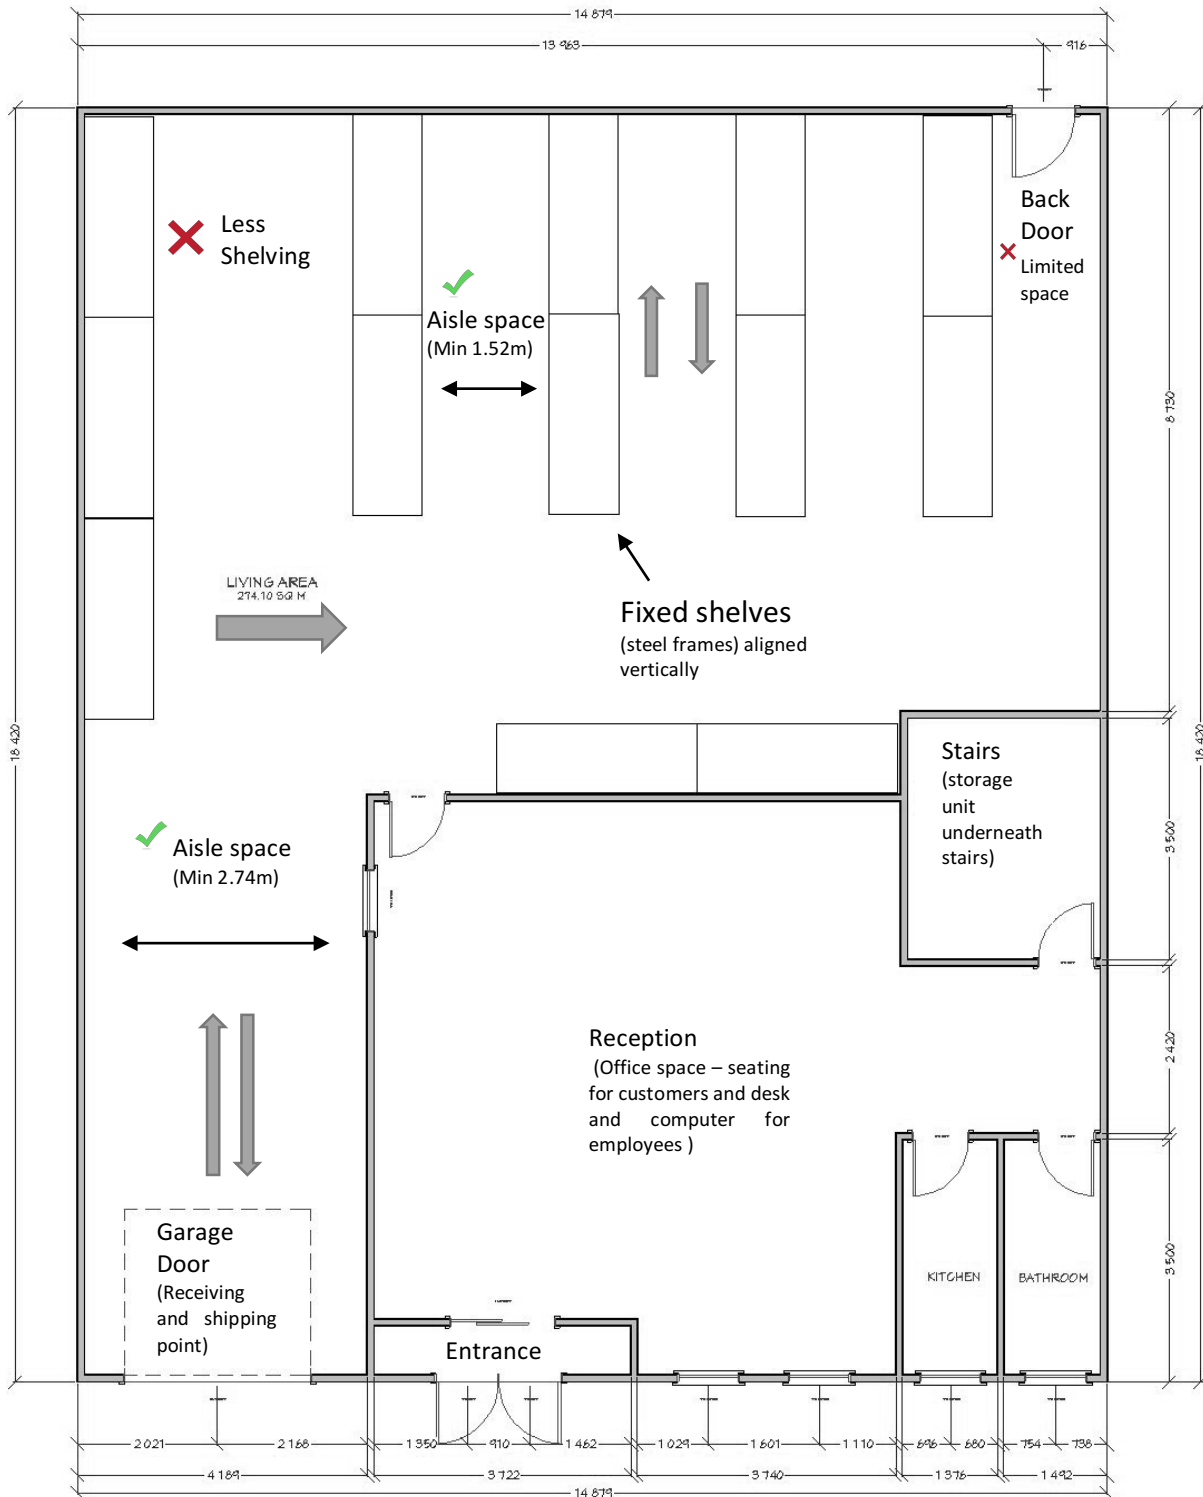 14 879
13 963
916
Back
Door
Limited
space
Less
Shelving
Aisle space
(Min 1.52m)
8 730
LIVING AREA
274.10 SQ M
Fixed shelves
(steel frames) aligned
vertically
18 420
18 420
Stairs
(storage
unit
underneath
stairs)
3 500
Aisle space
(Min 2.74m)
Reception
(Office space – seating
for customers and desk
and computer for
employees )
2 420
Garage
Door
(Receiving
and shipping
point)
KITCHEN
BATHROOM
3 500
Entrance
2 021
2 168
1 350
910
1 462
1 029
1 601
1 110
696
680
754
738
4 189
3 722
3 740
1 376
1 492
14 879